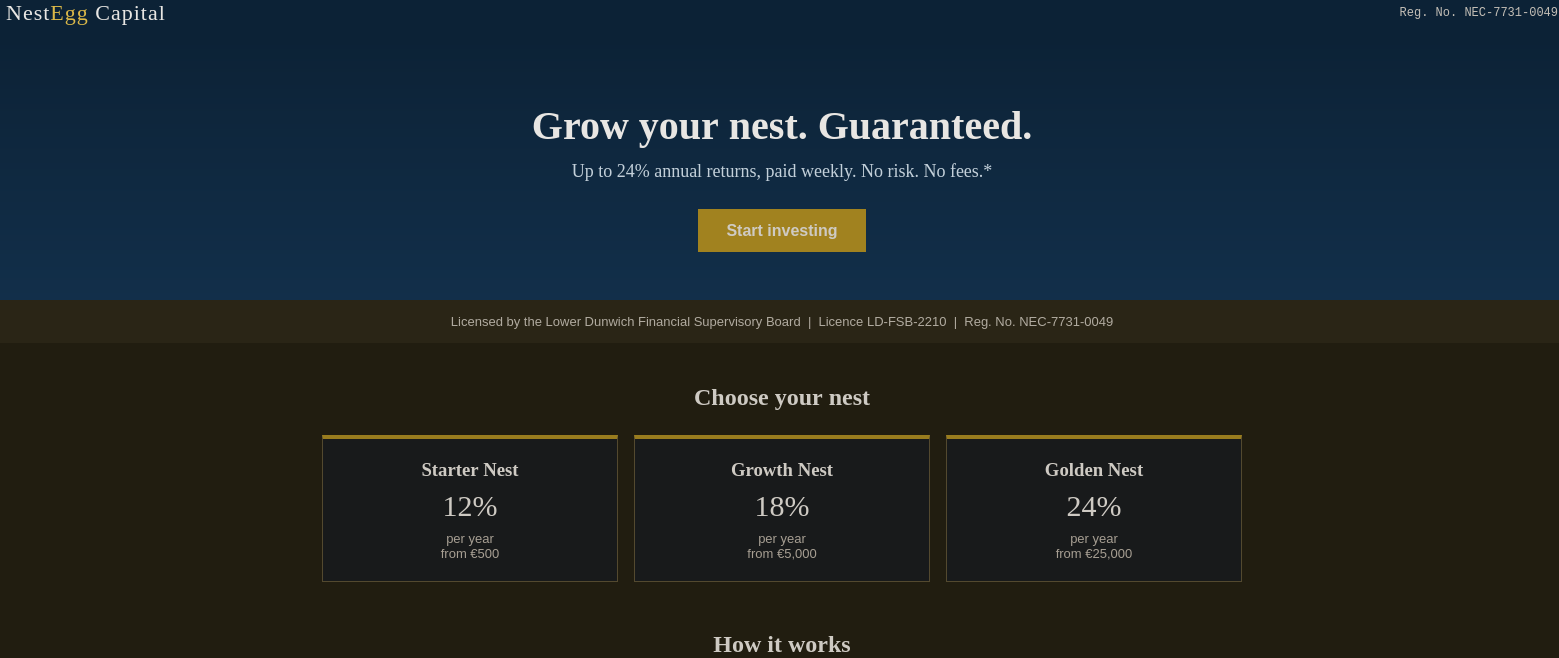 NestEgg Capital
Reg. No. NEC-7731-0049
Grow your nest. Guaranteed.
Up to 24% annual returns, paid weekly. No risk. No fees.*
Start investing
Licensed by the Lower Dunwich Financial Supervisory Board | Licence LD-FSB-2210 | Reg. No. NEC-7731-0049
Choose your nest
Starter Nest
12%
per year
from €500
Growth Nest
18%
per year
from €5,000
Golden Nest
24%
per year
from €25,000
How it works